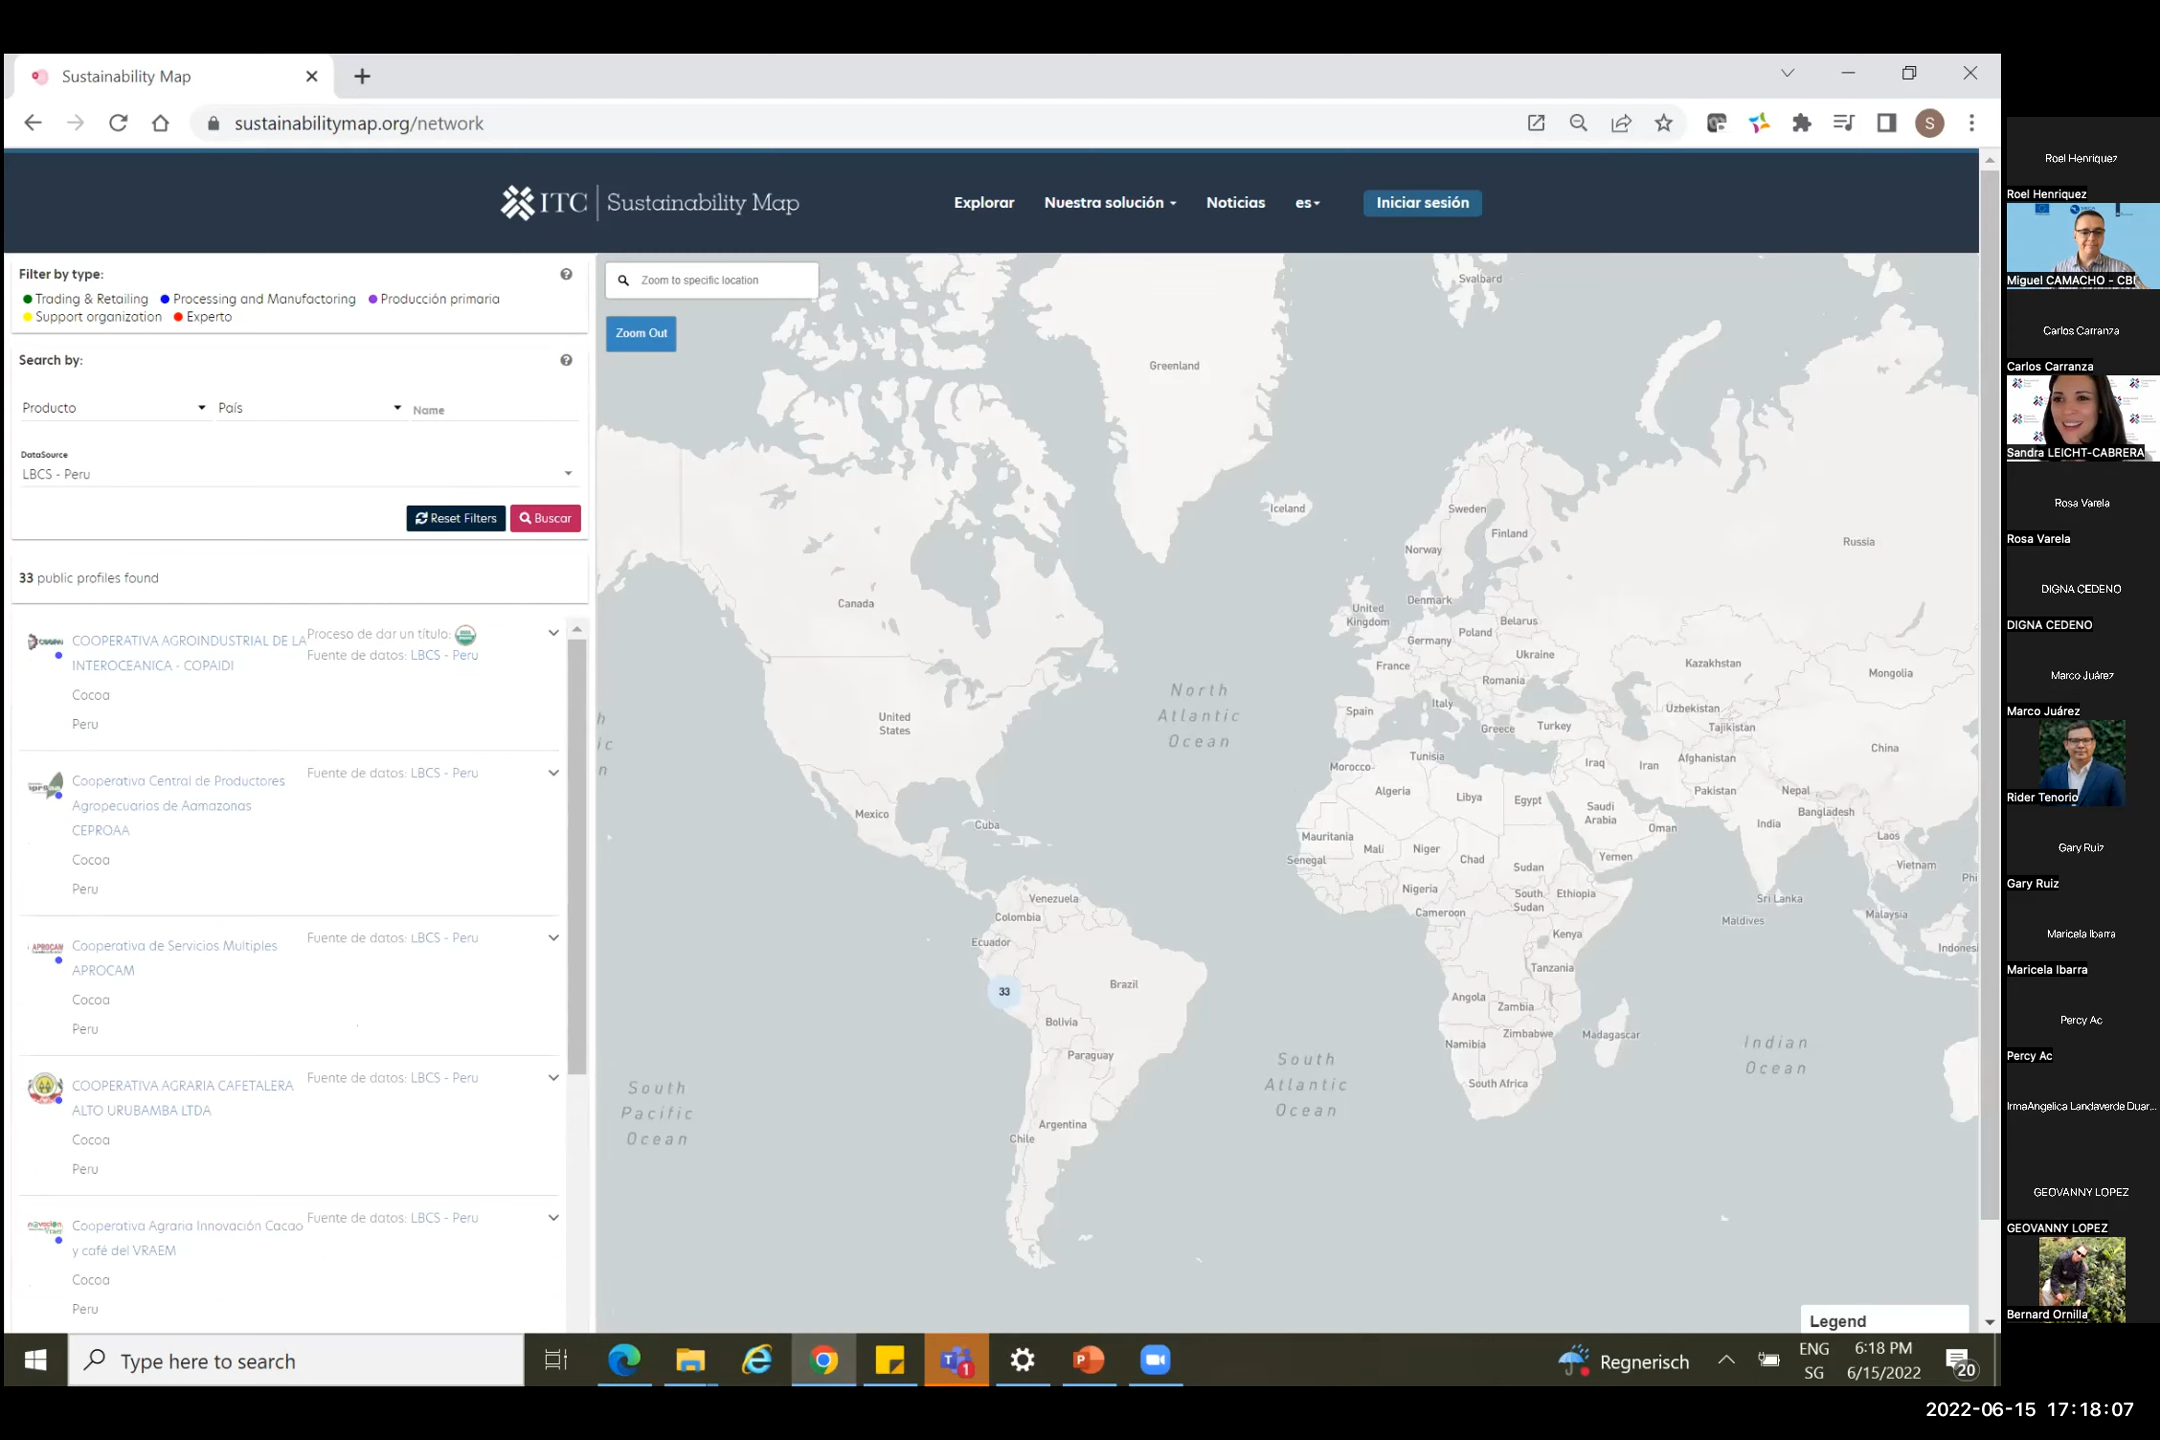 Sustainability Map
sustainabilitymap.org/network
S
ITC Sustainability Map
Explorar
Nuestra solución
Noticias
es
Iniciar sesión
Filter by type:
Trading & Retailing
Processing and Manufactoring
Producción primaria
Support organization
Experto
Search by:
Producto
País
Name
DataSource
LBCS - Peru
Reset Filters
Buscar
33 public profiles found
COOPERATIVA AGROINDUSTRIAL DE LA
INTEROCEANICA - COPAIDI
Cocoa
Peru
Proceso de dar un título:
Fuente de datos: LBCS - Peru
Cooperativa Central de Productores
Agropecuarios de Aamazonas
CEPROAA
Cocoa
Peru
Fuente de datos: LBCS - Peru
APROCAM
Cooperativa de Servicios Multiples
APROCAM
Cocoa
Peru
Fuente de datos: LBCS - Peru
COOPERATIVA AGRARIA CAFETALERA
ALTO URUBAMBA LTDA
Cocoa
Peru
Fuente de datos: LBCS - Peru
Cooperativa Agraria Innovación Cacao
y café del VRAEM
Cocoa
Peru
Fuente de datos: LBCS - Peru
Zoom to specific location
Zoom Out
Svalbard
Greenland
Iceland
Sweden
Finland
Norway
Russia
Canada
United
Kingdom
Denmark
Belarus
Poland
Germany
Ukraine
France
Kazakhstan
Mongolia
Romania
North
Atlantic
Ocean
Italy
Spain
Uzbekistan
United
States
Greece
Turkey
Tajikistan
China
Tunisia
Morocco
Iraq
Iran
Afghanistan
Algeria
Libya
Egypt
Pakistan
Nepal
Mexico
Cuba
Saudi
Arabia
Bangladesh
India
Oman
Mauritania
Mali
Niger
Chad
Laos
Senegal
Yemen
Sudan
Vietnam
Phi
Nigeria
South
Sudan
Ethiopia
Venezuela
Sri Lanka
Colombia
Cameroon
Maldives
Malaysia
Ecuador
Kenya
Indones
Tanzania
33
Brazil
Angola
Zambia
Bolivia
Zimbabwe
Madagascar
Namibia
Indian
Ocean
Paraguay
South
Atlantic
Ocean
South Africa
South
Pacific
Ocean
Argentina
Chile
h
ic
n
Legend
Roel Henriquez
Roel Henriquez
Miguel CAMACHO - CBI
Carlos Carranza
Carlos Carranza
Sandra LEICHT-CABRERA
Rosa Varela
Rosa Varela
DIGNA CEDENO
DIGNA CEDENO
Marco Juárez
Marco Juárez
Rider Tenorio
Gary Ruiz
Gary Ruiz
Maricela Ibarra
Maricela Ibarra
Percy Ac
Percy Ac
IrmaAngelica Landaverde Duar...
GEOVANNY LOPEZ
GEOVANNY LOPEZ
Bernard Ornilla
Type here to search
1
Regnerisch
ENG
SG
6:18 PM
6/15/2022
20
2022-06-15 17:18:07